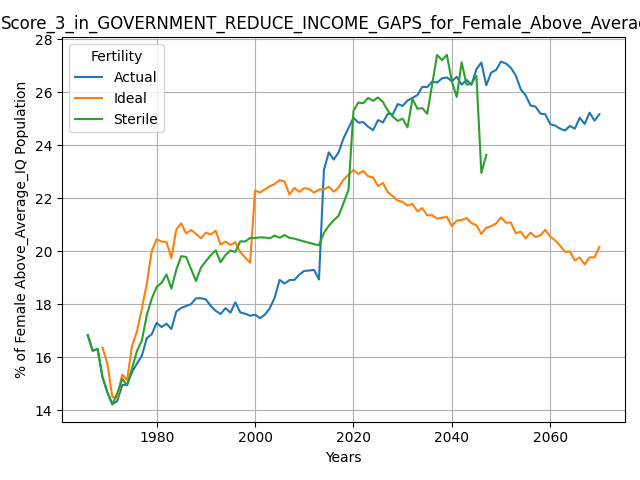 Score_3_in_GOVERNMENT_REDUCE_INCOME_GAPS_for_Female_Above_Avera
28
26
24
22
20
18
16
14
% of Female Above_Average_IQ Population
Fertility
Actual
Ideal
Sterile
1980
2000
2020
2040
2060
Years